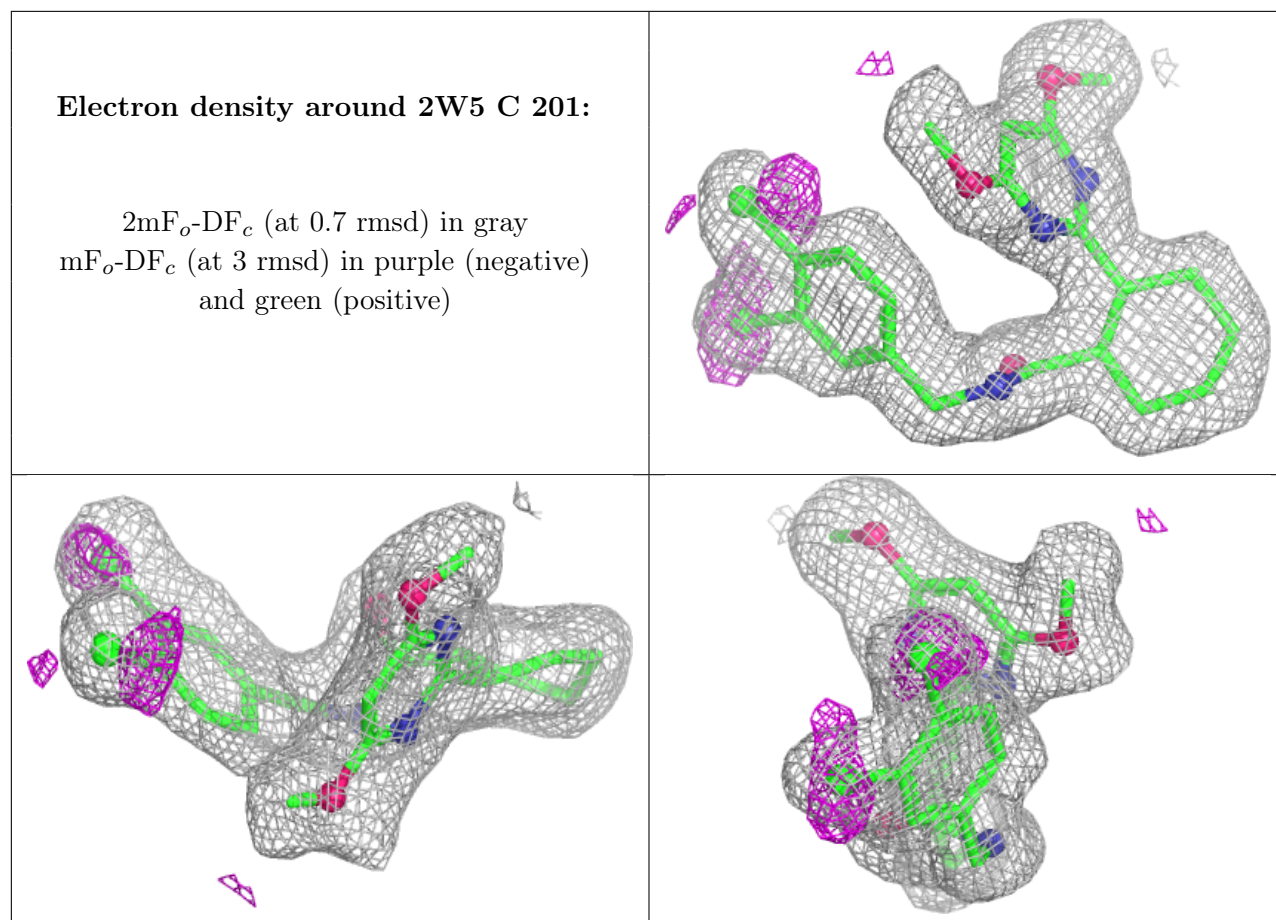 Electron density around 2W5 C 201:
2mFo-DFc (at 0.7 rmsd) in gray
mFo-DFc (at 3 rmsd) in purple (negative)
and green (positive)